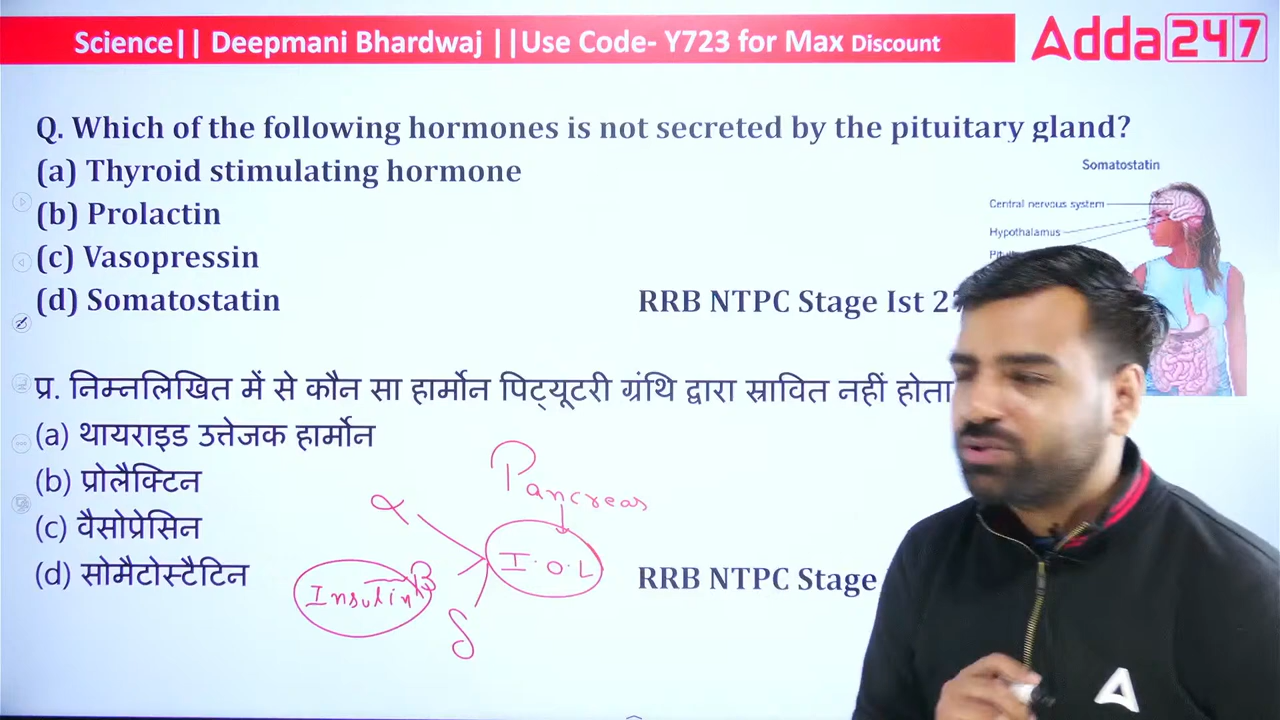 Science|| Deepmani Bhardwaj ||Use Code- Y723 for Max Discount
Adda247
Q. Which of the following hormones is not secreted by the pituitary gland?
(a) Thyroid stimulating hormone
(b) Prolactin
(c) Vasopressin
(d) Somatostatin
RRB NTPC Stage Ist
Somatostatin
Central nervous system
Hypothalamus
प्र. निम्नलिखित में से कौन सा हार्मोन पिट्यूटरी ग्रंथि द्वारा स्रावित नहीं होता
(a) थायराइड उत्तेजक हार्मोन
(b) प्रोलैक्टिन
(c) वैसोप्रेसिन
(d) सोमैटोस्टैटिन
RRB NTPC Stage
Pancreas
α
I.O.L
Insulin B
δ